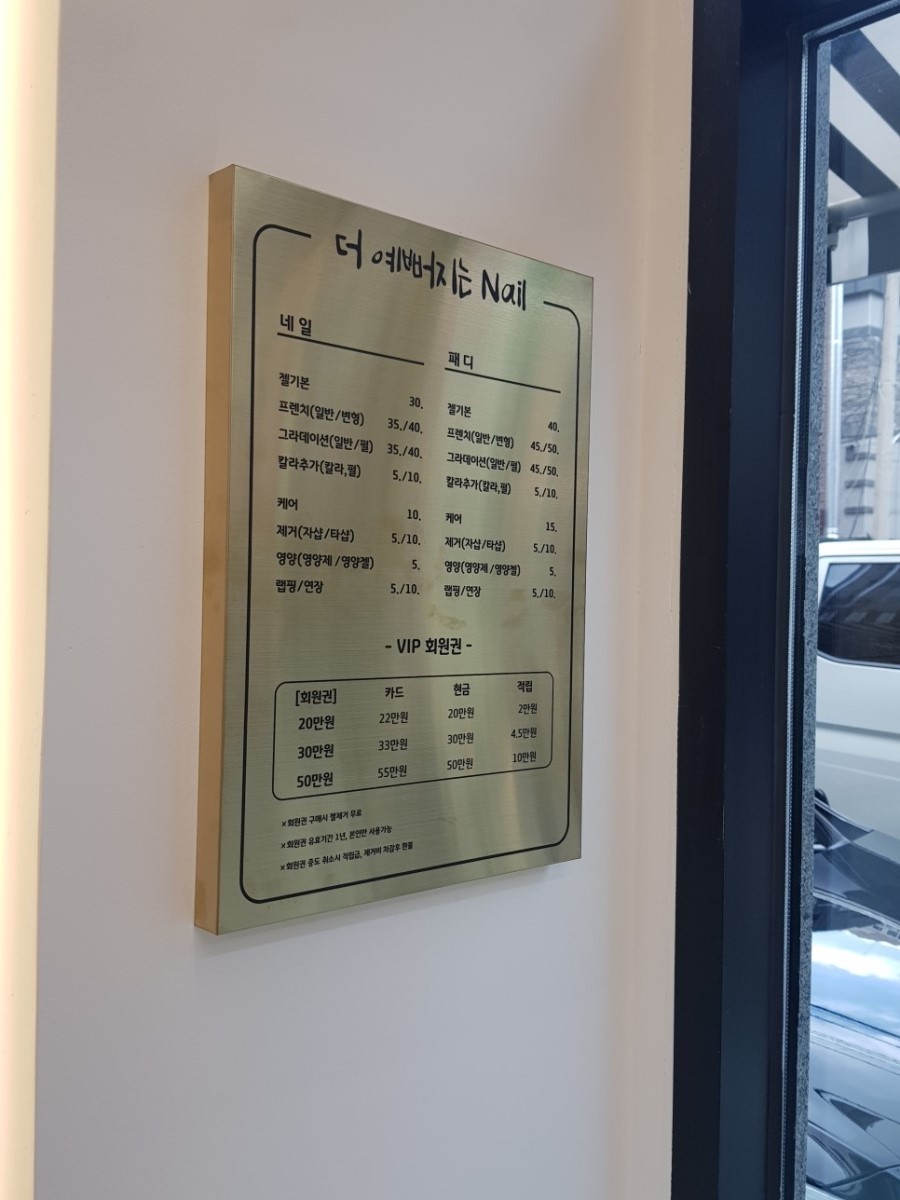 더 예뻐지는 Nail
네 일
젤기본 30.
프렌치(일반/변형) 35./40.
그라데이션(일반/펄) 35./40.
칼라추가(칼라,펄) 5./10.
케어 10.
제거(자샵/타샵) 5./10.
영양(영양제 /영양젤) 5.
랩핑/연장 5./10.
패 디
젤기본 40.
프렌치(일반/변형) 45./50.
그라데이션(일반/펄) 45./50.
칼라추가(칼라,펄) 5./10.
케어 15.
제거(자샵/타샵) 5./10.
영양(영양제 /영양젤) 5.
랩핑/연장 5./10.
- VIP 회원권 -
[회원권] 카드 현금 적립
20만원 22만원 20만원 2만원
30만원 33만원 30만원 4.5만원
50만원 55만원 50만원 10만원
×회원권 구매시 젤제거 무료
×회원권 유효기간 1년, 본인만 사용가능
×회원권 중도 취소시 적립금, 제거비 차감후 환불